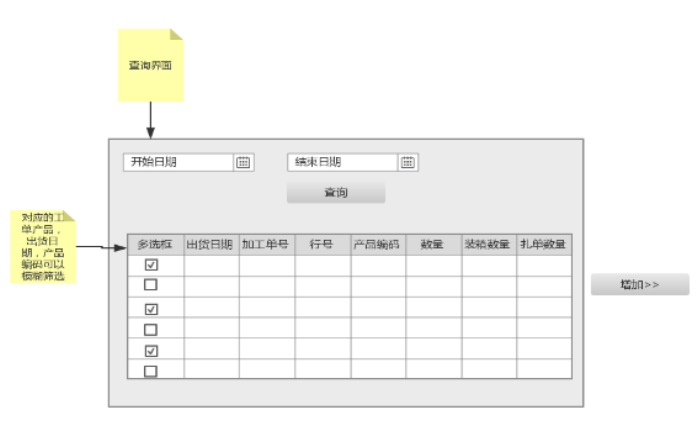 查询界面
开始日期 结束日期
查询
对应的工
单产品，
出货日
期，产品
编码可以
模糊筛选
多选框 出货日期 加工单号 行号 产品编码 数量 装箱数量 扎单数量
增加>>